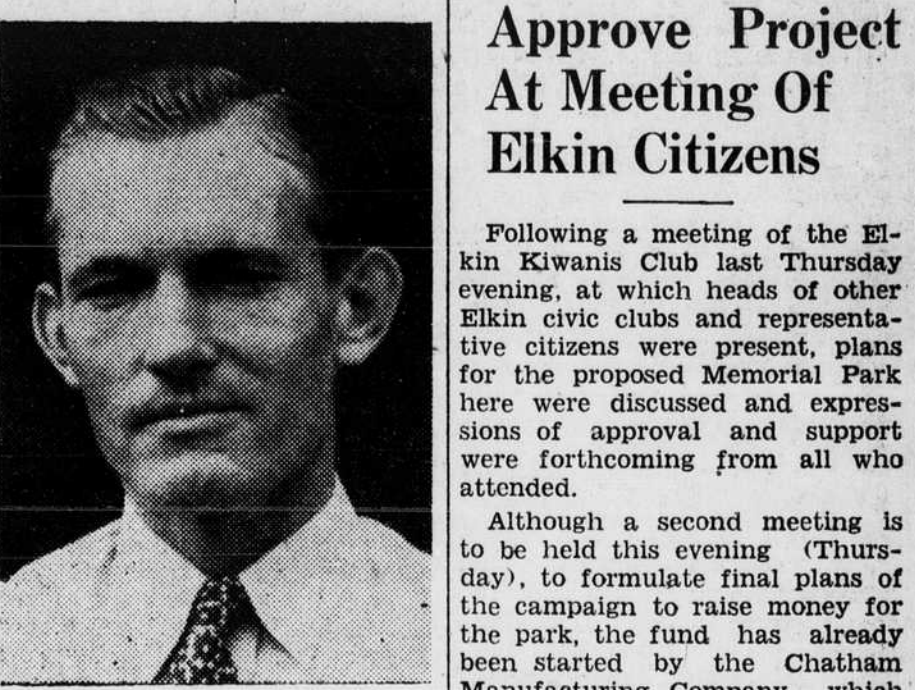 Approve Project
At Meeting Of
Elkin Citizens
Following a meeting of the El-
kin Kiwanis Club last Thursday
evening, at which heads of other
Elkin civic clubs and representa-
tive citizens were present, plans
for the proposed Memorial Park
here were discussed and expres-
sions of approval and support
were forthcoming from all who
attended.
Although a second meeting is
to be held this evening (Thurs-
day), to formulate final plans of
the campaign to raise money for
the park, the fund has already
been started by the Chatham
Manufacturing Company, which